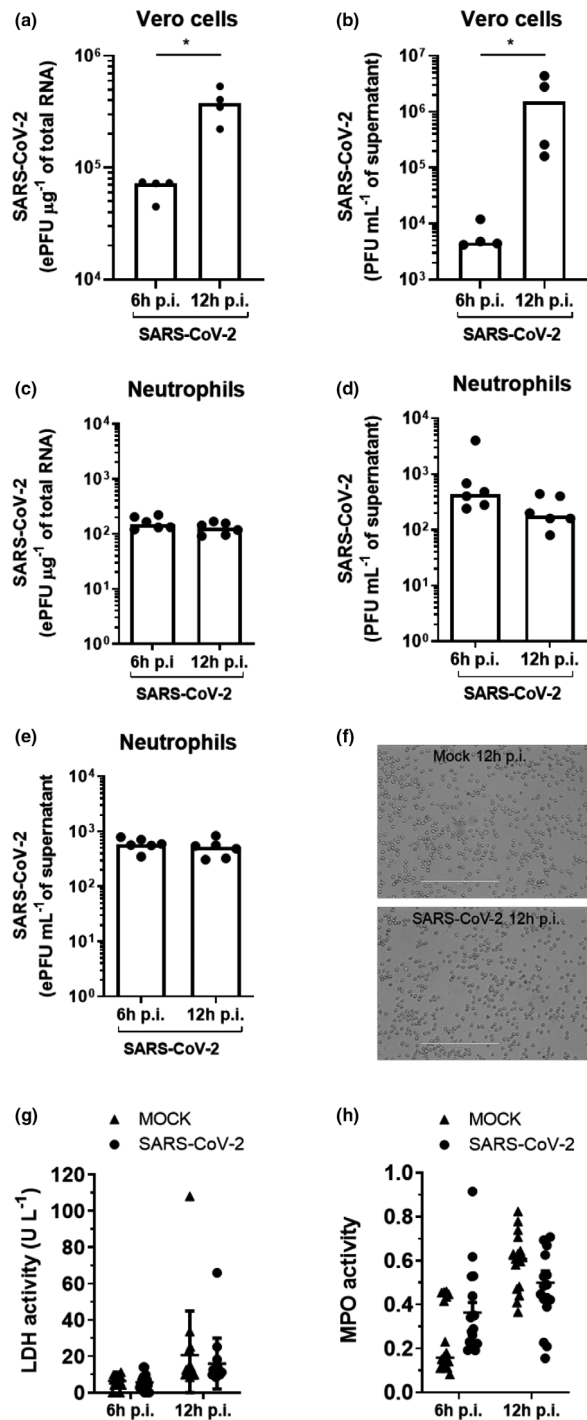 (a)
Vero cells
*
SARS-CoV-2
(ePFU µg⁻¹ of total RNA)
10⁶
10⁵
10⁴
6h p.i. 12h p.i.
SARS-CoV-2
(b)
Vero cells
*
SARS-CoV-2
(PFU mL⁻¹ of supernatant)
10⁷
10⁶
10⁵
10⁴
10³
6h p.i. 12h p.i.
SARS-CoV-2
(c)
Neutrophils
SARS-CoV-2
(ePFU µg⁻¹ of total RNA)
10⁴
10³
10²
10¹
10⁰
6h p.i 12h p.i.
SARS-CoV-2
(d)
Neutrophils
SARS-CoV-2
(PFU mL⁻¹ of supernatant)
10⁴
10³
10²
10¹
10⁰
6h p.i. 12h p.i.
SARS-CoV-2
(e)
Neutrophils
SARS-CoV-2
(ePFU mL⁻¹ of supernatant
10⁴
10³
10²
10¹
10⁰
6h p.i. 12h p.i.
SARS-CoV-2
(f)
Mock 12h p.i.
SARS-CoV-2 12h p.i.
(g)
MOCK
SARS-CoV-2
LDH activity (U L⁻¹)
120
100
80
60
40
20
0
6h p.i. 12h p.i.
(h)
MOCK
SARS-CoV-2
MPO activity
1.0
0.8
0.6
0.4
0.2
0.0
6h p.i. 12h p.i.